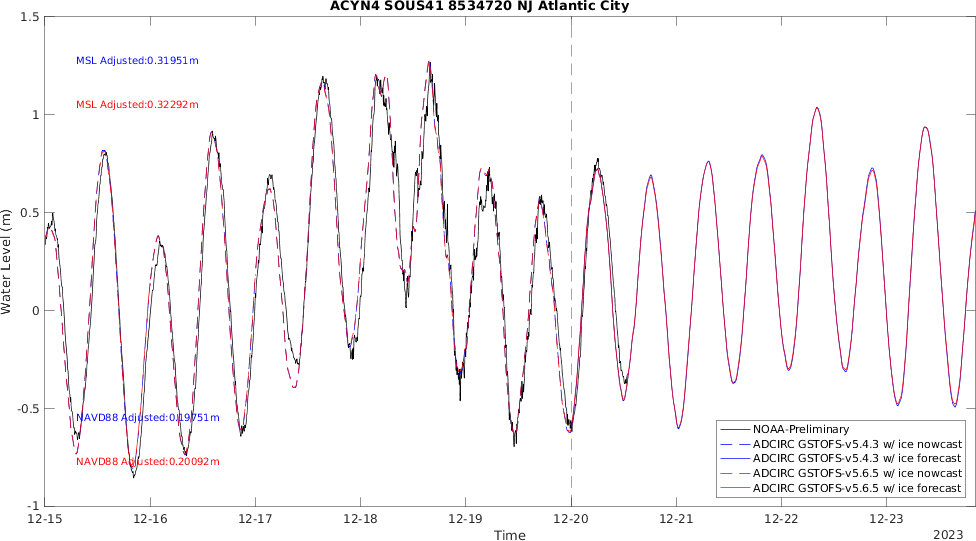 ACYN4 SOUS41 8534720 NJ Atlantic City
1.5
1
0.5
0
-0.5
-1
Water Level (m)
MSL Adjusted:0.31951m
MSL Adjusted:0.32292m
NAVD88 Adjusted:0.19751m
NAVD88 Adjusted:0.20092m
NOAA-Preliminary
ADCIRC GSTOFS-v5.4.3 w/ ice nowcast
ADCIRC GSTOFS-v5.4.3 w/ ice forecast
ADCIRC GSTOFS-v5.6.5 w/ ice nowcast
ADCIRC GSTOFS-v5.6.5 w/ ice forecast
12-15 12-16 12-17 12-18 12-19 12-20 12-21 12-22 12-23
Time
2023